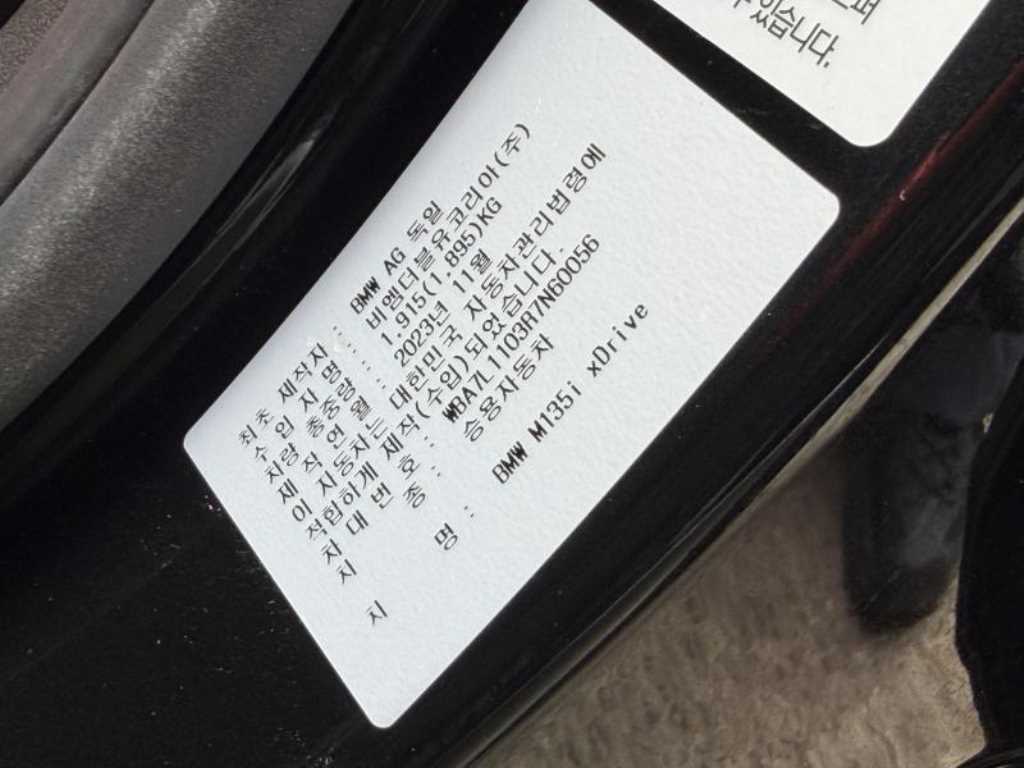 있습니다.
최초 제작자 : BMW AG 독일
수 입 자 명 : 비엠더블유코리아(주)
차량 총중량 : 1,915(1,895)KG
제 작 연 월 : 2023년 11월
이 자동차는 대한민국 자동차관리법령에
적합하게 제작(수입)되었습니다.
차 대 번 호 : WBA7L1103R7N60056
차 종 : 승용자동차
차 명 : BMW M135i xDrive